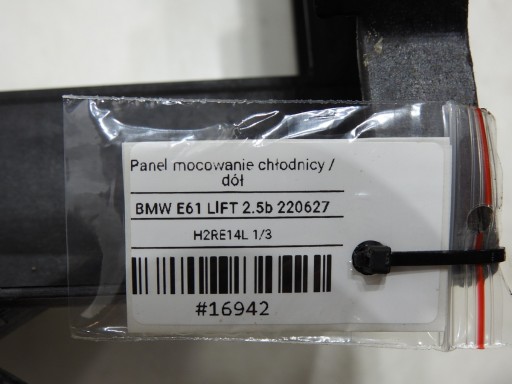 Panel mocowanie chłodnicy /
dół
BMW E61 LIFT 2.5b 220627
H2RE14L 1/3
#16942